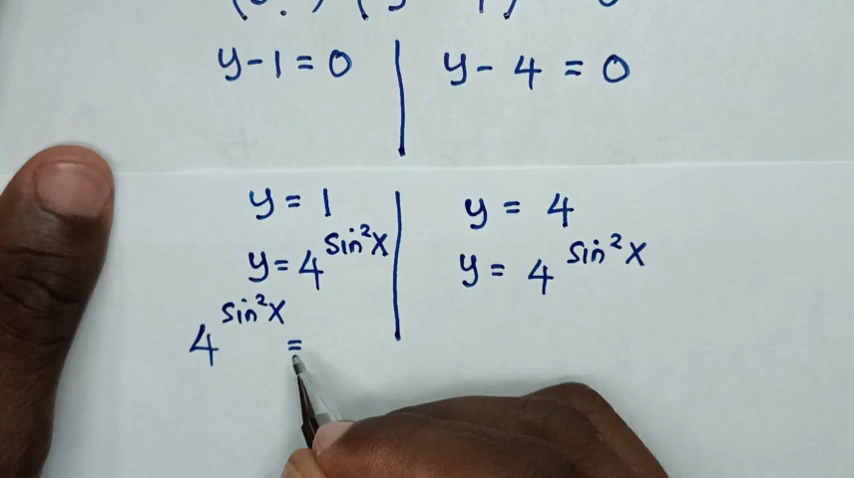 y-1=0 | y-4=0
y=1 | y=4
y=4^sin²x | y=4^sin²x
4^sin²x =